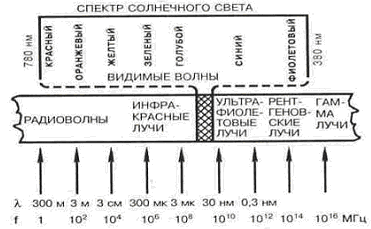 СПЕКТР СОЛНЕЧНОГО СВЕТА
780 нм
КРАСНЫЙ
ОРАНЖЕВЫЙ
ЖЕЛТЫЙ
ЗЕЛЕНЫЙ
ГОЛУБОЙ
СИНИЙ
ФИОЛЕТОВЫЙ
380 нм
ВИДИМЫЕ ВОЛНЫ
РАДИОВОЛНЫ
ИНФРА-
КРАСНЫЕ
ЛУЧИ
УЛЬТРА-
ФИОЛЕ-
ТОВЫЕ
ЛУЧИ
РЕНТ-
ГЕНОВ-
СКИЕ
ЛУЧИ
ГАМ-
МА
ЛУЧИ
λ 300 м 3 м 3 см 300 мк 3 мк 30 нм 0,3 нм
f 1 10² 10⁴ 10⁶ 10⁸ 10¹⁰ 10¹² 10¹⁴ 10¹⁶ МГц